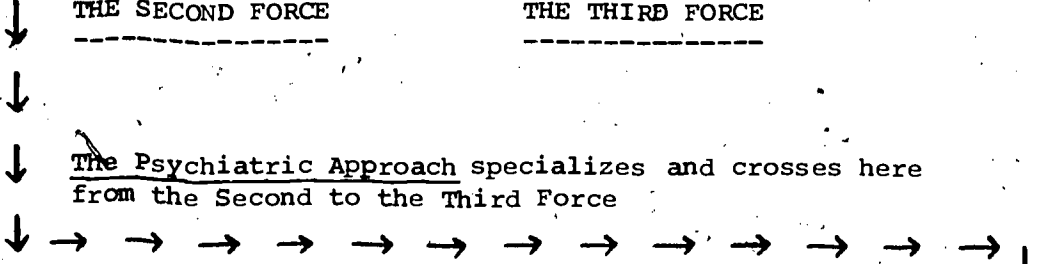 THE SECOND FORCE THE THIRD FORCE
The Psychiatric Approach specializes and crosses here
from the Second to the Third Force